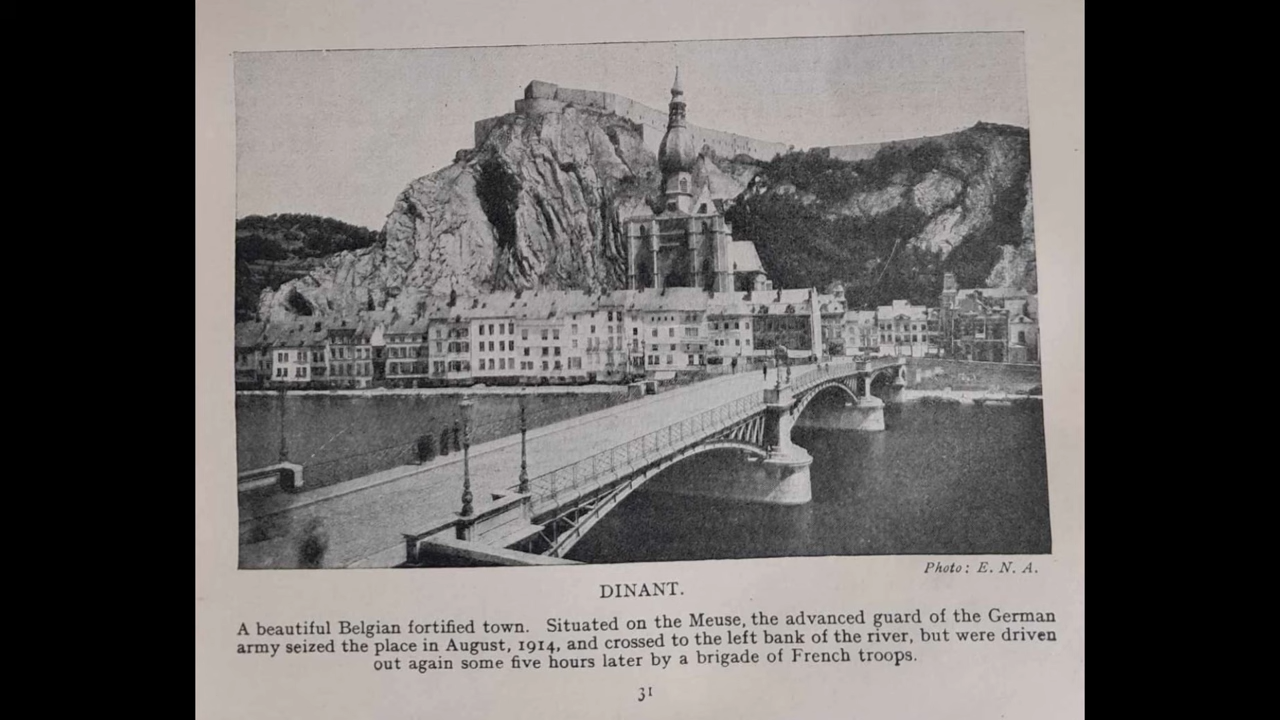 Photo: E. N. A.
DINANT.
A beautiful Belgian fortified town. Situated on the Meuse, the advanced guard of the German
army seized the place in August, 1914, and crossed to the left bank of the river, but were driven
out again some five hours later by a brigade of French troops.
31